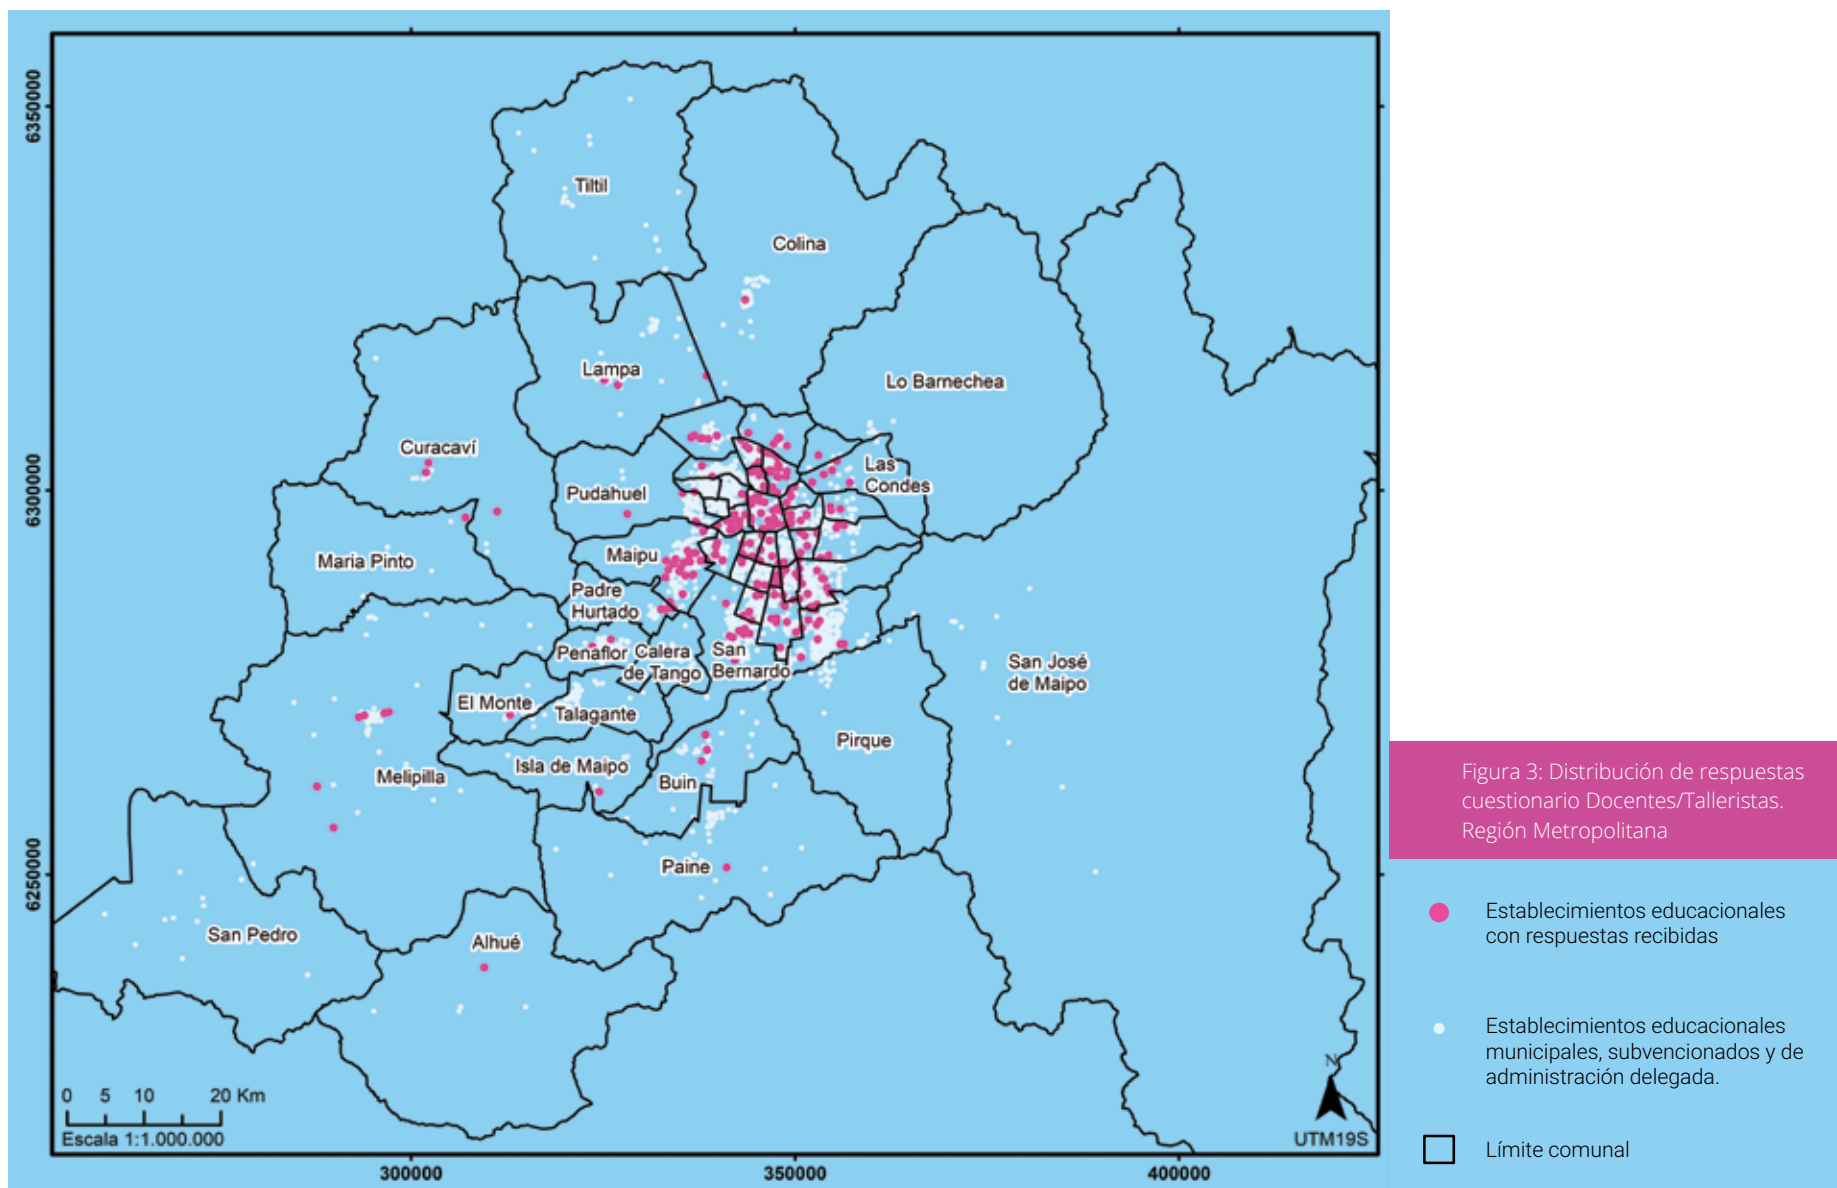 6350000
6300000
6250000
Tiltil
Colina
Lampa
Lo Barnechea
Curacaví
Las
Condes
Pudahuel
Maipu
Maria Pinto
Padre
Hurtado
Peñaflor
Calera
de Tango
San
Bernardo
San José
de Maipo
El Monte
Talagante
Pirque
Isla de Maipo
Melipilla
Buin
Paine
San Pedro
Alhué
0 5 10 20 Km
Escala 1:1.000.000
N
UTM19S
300000
350000
400000
Figura 3: Distribución de respuestas
cuestionario Docentes/Talleristas.
Región Metropolitana
Establecimientos educacionales
con respuestas recibidas
Establecimientos educacionales
municipales, subvencionados y de
administración delegada.
Límite comunal